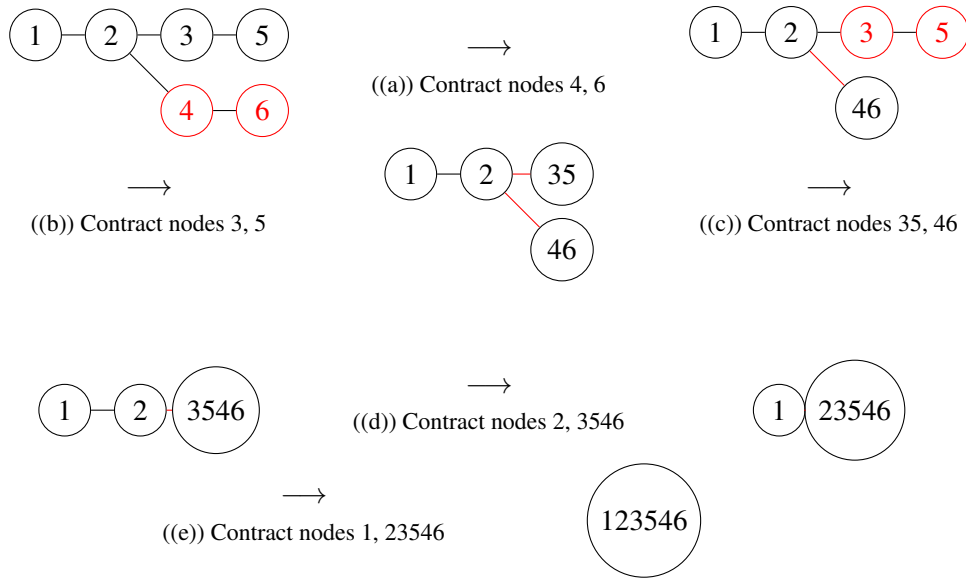 1 2 3 5
4 6
⟶
((a)) Contract nodes 4, 6
1 2 3 5
46
⟶
((b)) Contract nodes 3, 5
1 2 35
46
⟶
((c)) Contract nodes 35, 46
1 2 3546
⟶
((d)) Contract nodes 2, 3546
1 23546
⟶
((e)) Contract nodes 1, 23546
123546